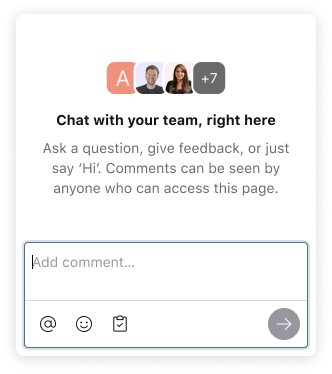 A +7
Chat with your team, right here
Ask a question, give feedback, or just
say ‘Hi’. Comments can be seen by
anyone who can access this page.
Add comment...